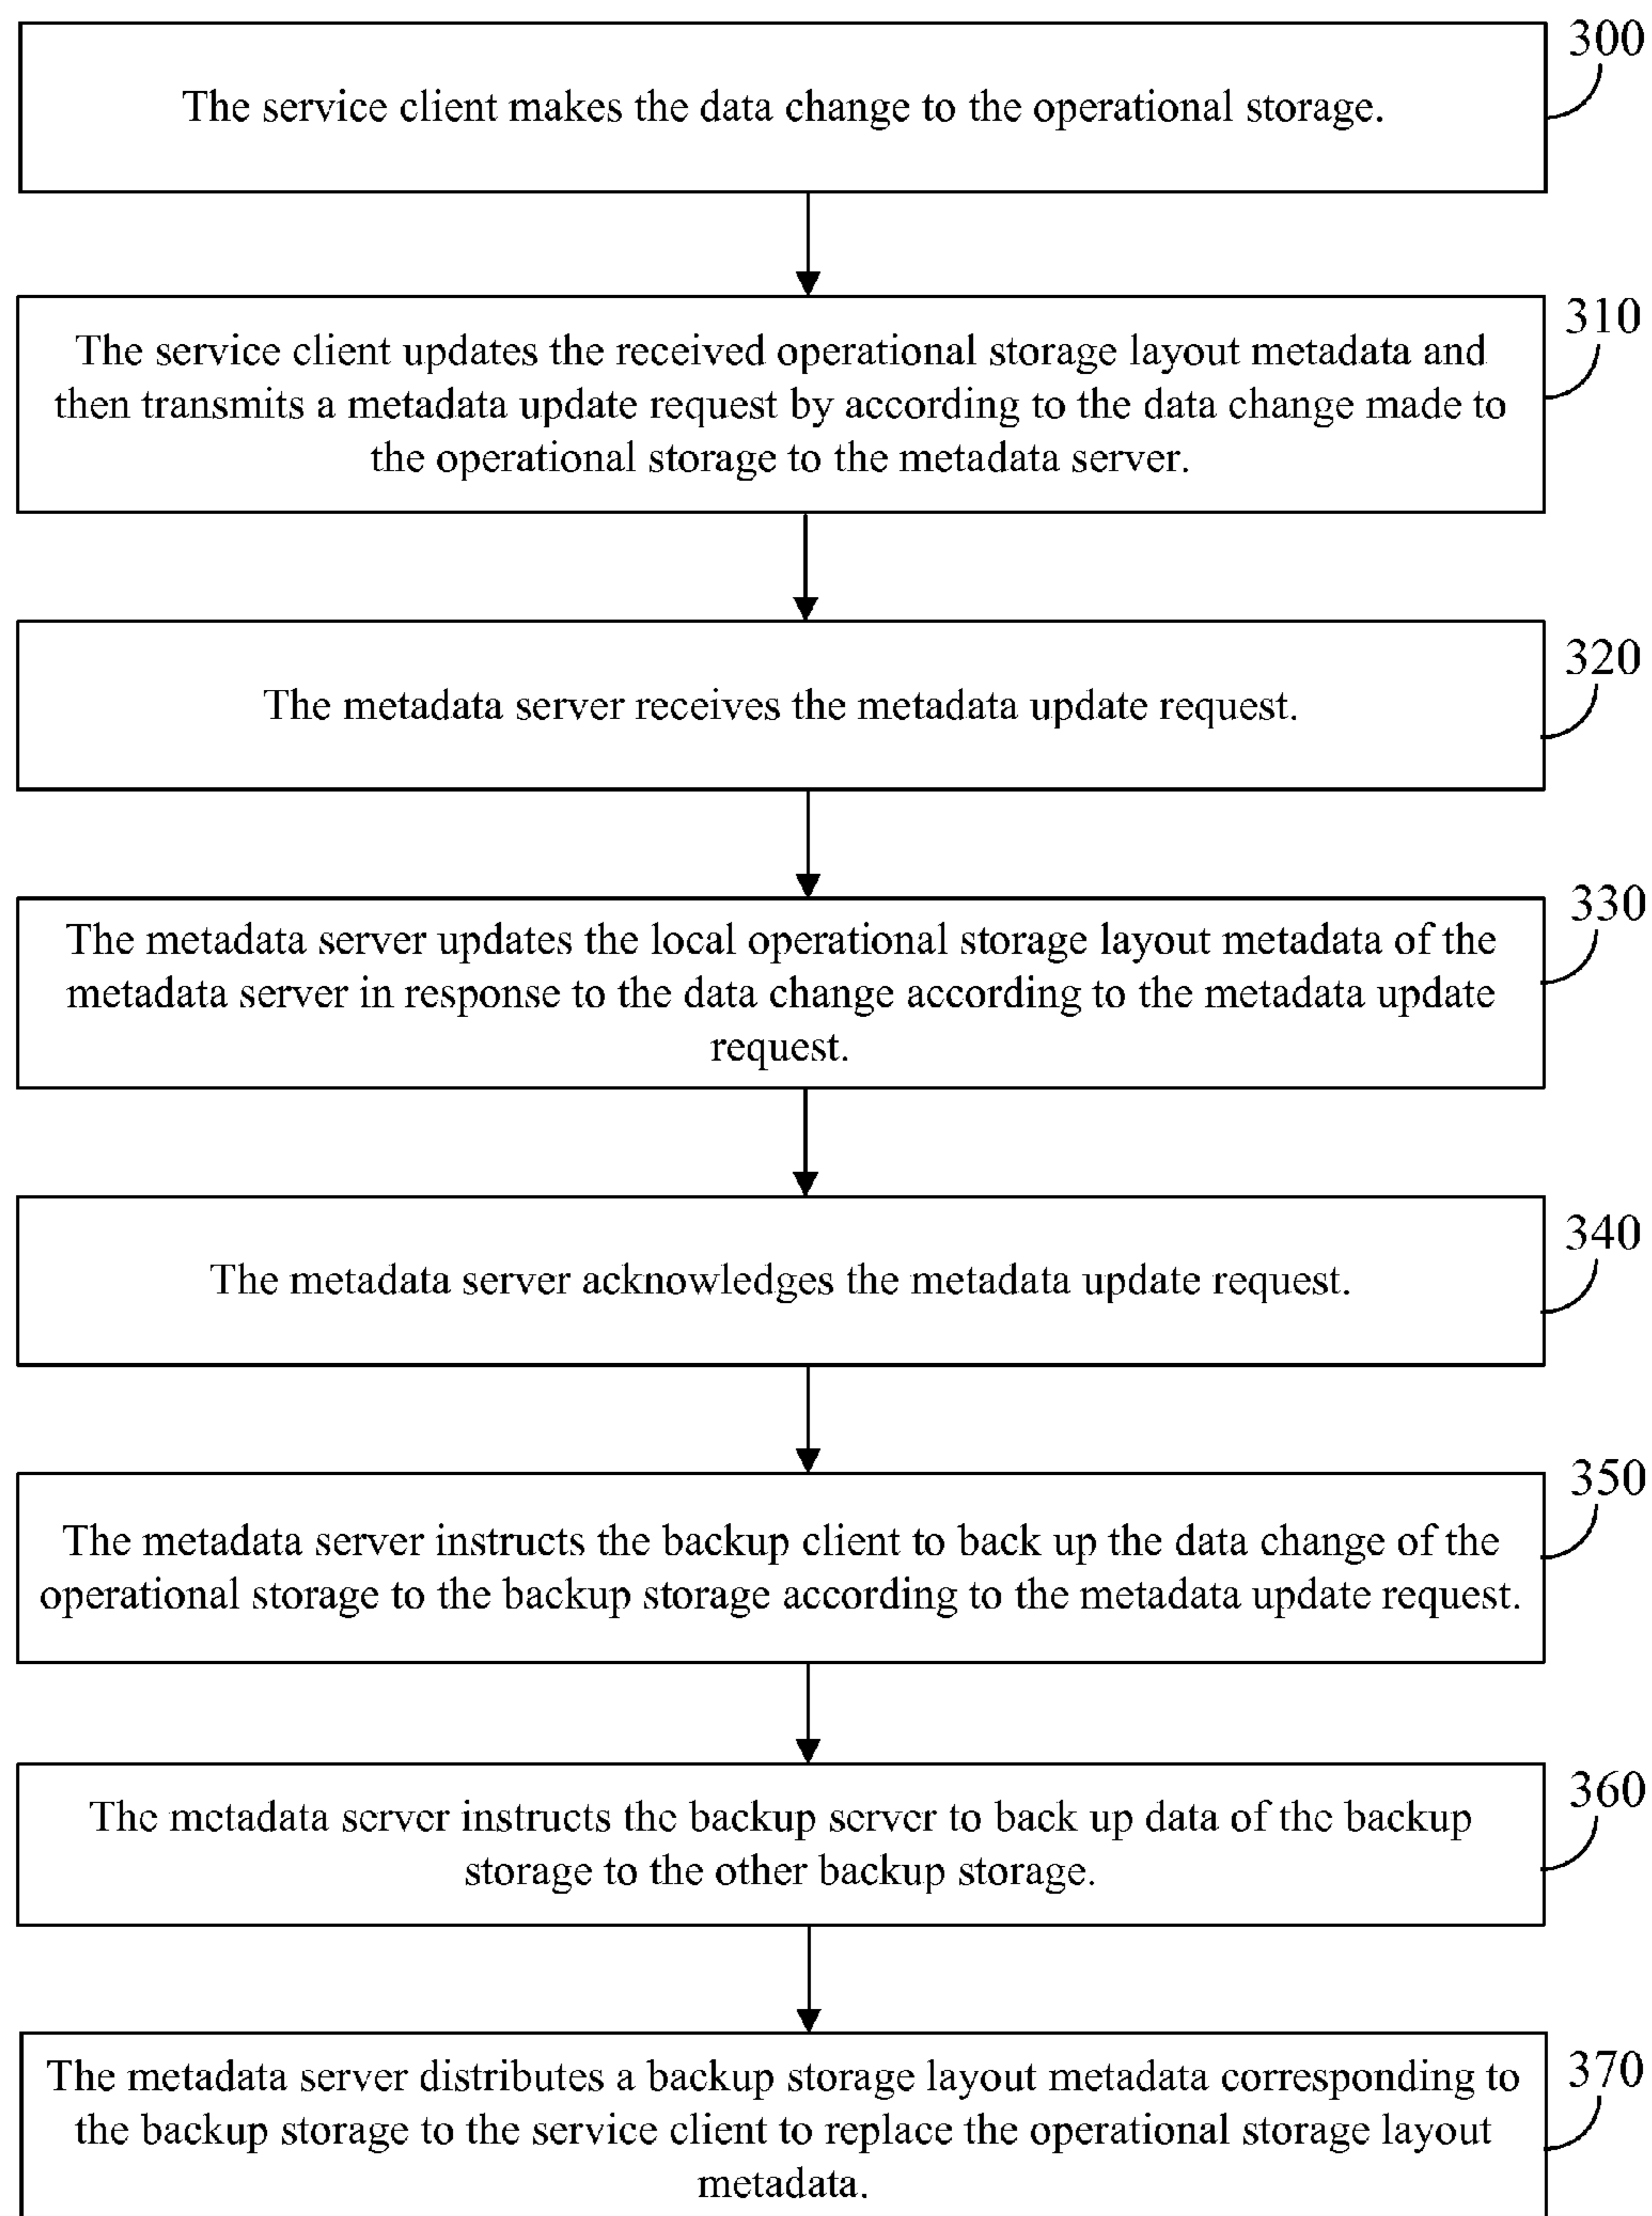 300
The service client makes the data change to the operational storage.
310
The service client updates the received operational storage layout metadata and
then transmits a metadata update request by according to the data change made to
the operational storage to the metadata server.
320
The metadata server receives the metadata update request.
330
The metadata server updates the local operational storage layout metadata of the
metadata server in response to the data change according to the metadata update
request.
340
The metadata server acknowledges the metadata update request.
350
The metadata server instructs the backup client to back up the data change of the
operational storage to the backup storage according to the metadata update request.
360
The metadata server instructs the backup server to back up data of the backup
storage to the other backup storage.
370
The metadata server distributes a backup storage layout metadata corresponding to
the backup storage to the service client to replace the operational storage layout
metadata.